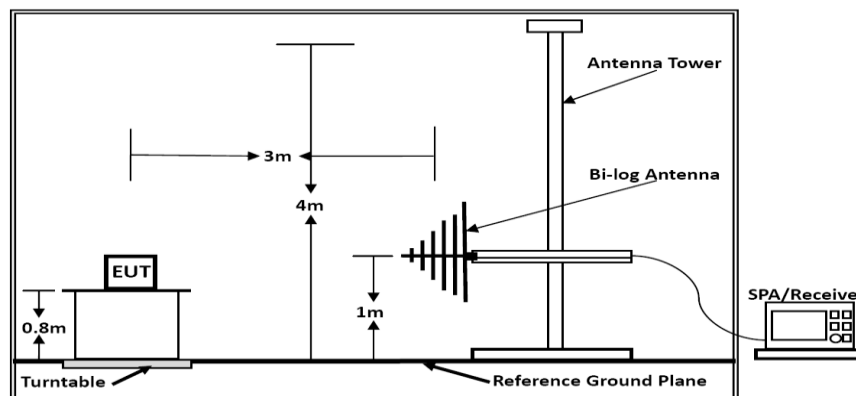 Antenna Tower
3m
Bi-log Antenna
4m
EUT
0.8m
1m
SPA/Receive
Turntable
Reference Ground Plane